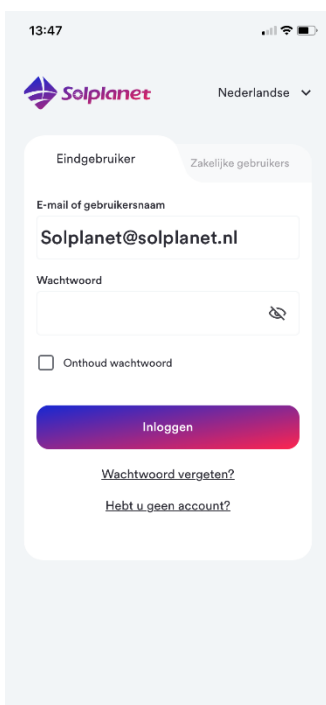 13:47
Solplanet
Nederlandse
Eindgebruiker
Zakelijke gebruikers
E-mail of gebruikersnaam
Solplanet@solplanet.nl
Wachtwoord
Onthoud wachtwoord
Inloggen
Wachtwoord vergeten?
Hebt u geen account?